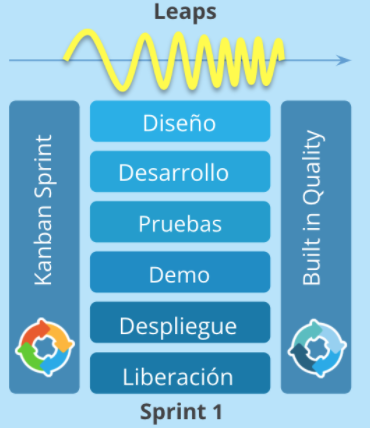 Leaps
Kanban Sprint
Diseño
Desarrollo
Pruebas
Demo
Despliegue
Liberación
Built in Quality
Sprint 1